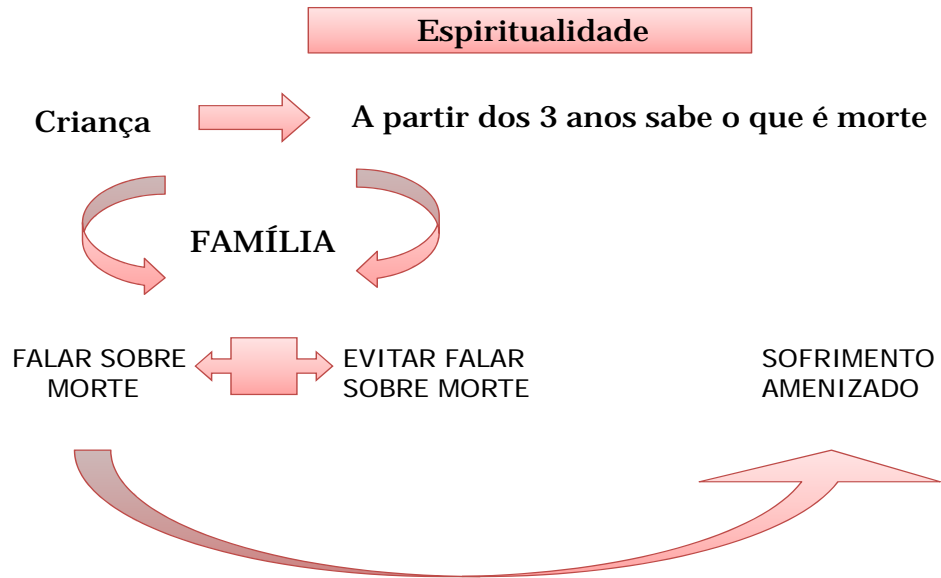 Espiritualidade
Criança
A partir dos 3 anos sabe o que é morte
FAMÍLIA
FALAR SOBRE
MORTE
EVITAR FALAR
SOBRE MORTE
SOFRIMENTO
AMENIZADO